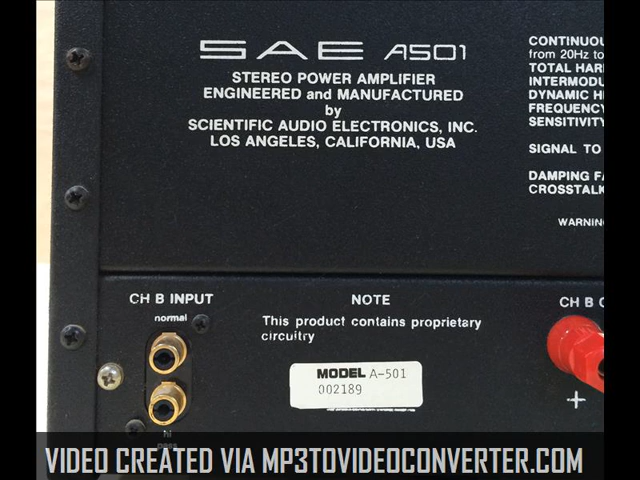 SAE A501
STEREO POWER AMPLIFIER
ENGINEERED and MANUFACTURED
by
SCIENTIFIC AUDIO ELECTRONICS, INC.
LOS ANGELES, CALIFORNIA, USA
CONTINUOU
from 20Hz to
TOTAL HAR
INTERMODU
DYNAMIC H
FREQUENCY
SENSITIVITY
SIGNAL TO
DAMPING FA
CROSSTALK
WARNIN
CH B INPUT
normal
hi
pass
NOTE
This product contains proprietary
circuitry
MODEL A-501
002189
CH B O
+
VIDEO CREATED VIA MP3TOVIDEOCONVERTER.COM